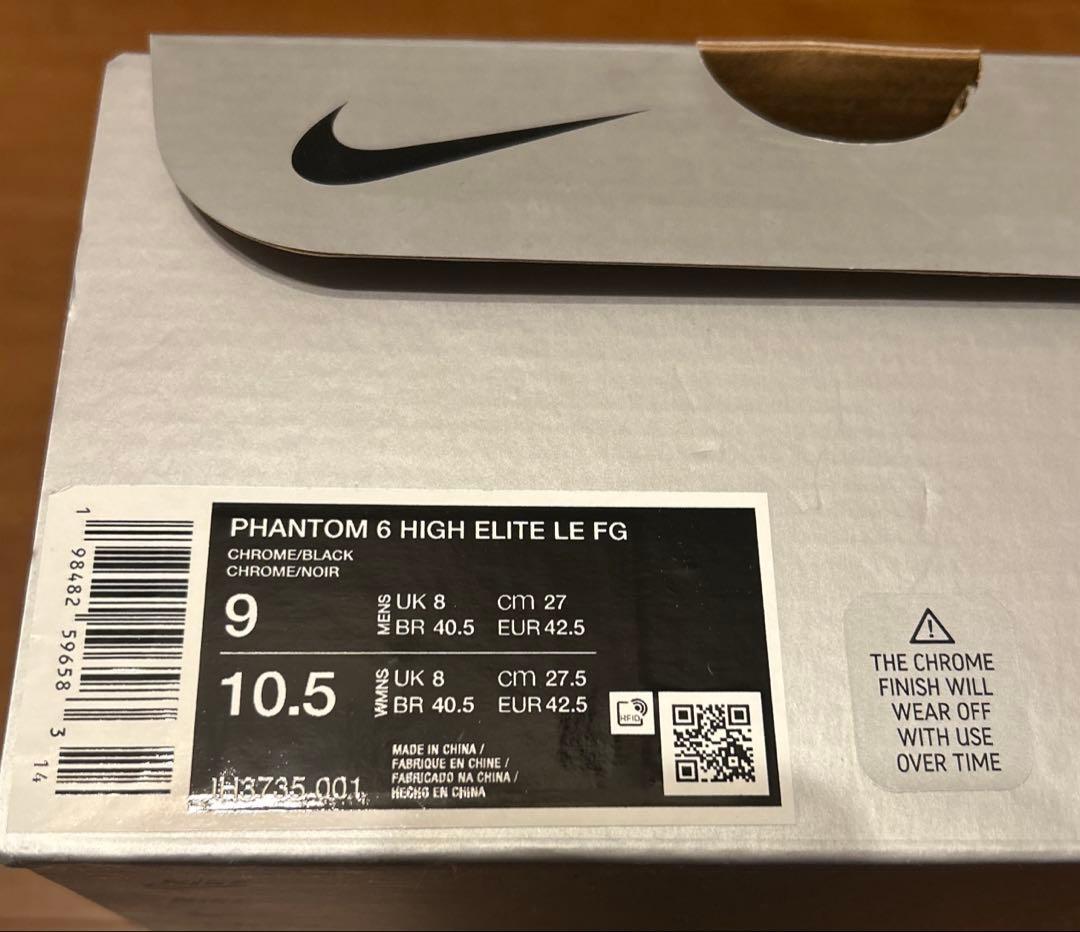 PHANTOM 6 HIGH ELITE LE FG
CHROME/BLACK
CHROME/NOIR
9
MENS
UK 8 cm 27
BR 40.5 EUR 42.5
10.5
WMNS
UK 8 cm 27.5
BR 40.5 EUR 42.5
RFID
MADE IN CHINA /
FABRIQUE EN CHINE /
FABRICADO NA CHINA /
HECHO EN CHINA
IH3735.001
1 98482 59658 3 14
THE CHROME
FINISH WILL
WEAR OFF
WITH USE
OVER TIME